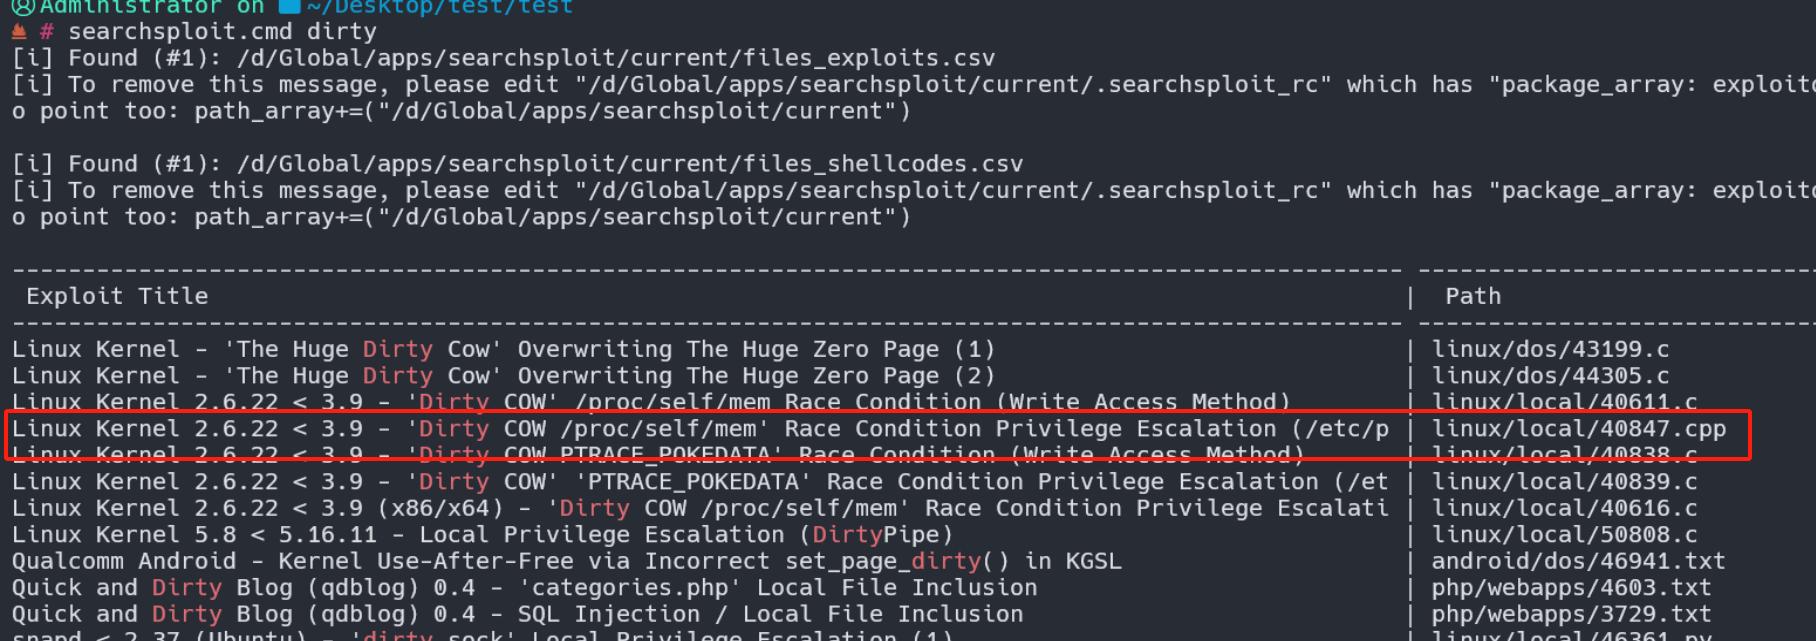 Administrator on ~/Desktop/test/test
# searchsploit.cmd dirty
[i] Found (#1): /d/Global/apps/searchsploit/current/files_exploits.csv
[i] To remove this message, please edit "/d/Global/apps/searchsploit/current/.searchsploit_rc" which has "package_array: exploitd
o point too: path_array+=("/d/Global/apps/searchsploit/current")
[i] Found (#1): /d/Global/apps/searchsploit/current/files_shellcodes.csv
[i] To remove this message, please edit "/d/Global/apps/searchsploit/current/.searchsploit_rc" which has "package_array: exploitd
o point too: path_array+=("/d/Global/apps/searchsploit/current")
---------------------------------------------------------------------------------------------------- ----------------------------
Exploit Title | Path
---------------------------------------------------------------------------------------------------- ----------------------------
Linux Kernel - 'The Huge Dirty Cow' Overwriting The Huge Zero Page (1) | linux/dos/43199.c
Linux Kernel - 'The Huge Dirty Cow' Overwriting The Huge Zero Page (2) | linux/dos/44305.c
Linux Kernel 2.6.22 < 3.9 - 'Dirty COW' /proc/self/mem Race Condition (Write Access Method) | linux/local/40611.c
Linux Kernel 2.6.22 < 3.9 - 'Dirty COW /proc/self/mem' Race Condition Privilege Escalation (/etc/p | linux/local/40847.cpp
Linux Kernel 2.6.22 < 3.9 - 'Dirty COW PTRACE_POKEDATA' Race Condition (Write Access Method) | linux/local/40838.c
Linux Kernel 2.6.22 < 3.9 - 'Dirty COW' 'PTRACE_POKEDATA' Race Condition Privilege Escalation (/et | linux/local/40839.c
Linux Kernel 2.6.22 < 3.9 (x86/x64) - 'Dirty COW /proc/self/mem' Race Condition Privilege Escalati | linux/local/40616.c
Linux Kernel 5.8 < 5.16.11 - Local Privilege Escalation (DirtyPipe) | linux/local/50808.c
Qualcomm Android - Kernel Use-After-Free via Incorrect set_page_dirty() in KGSL | android/dos/46941.txt
Quick and Dirty Blog (qdblog) 0.4 - 'categories.php' Local File Inclusion | php/webapps/4603.txt
Quick and Dirty Blog (qdblog) 0.4 - SQL Injection / Local File Inclusion | php/webapps/3729.txt
snapd < 2.37 (Ubuntu) - 'dirty_sock' Local Privilege Escalation (1) | linux/local/46361.py